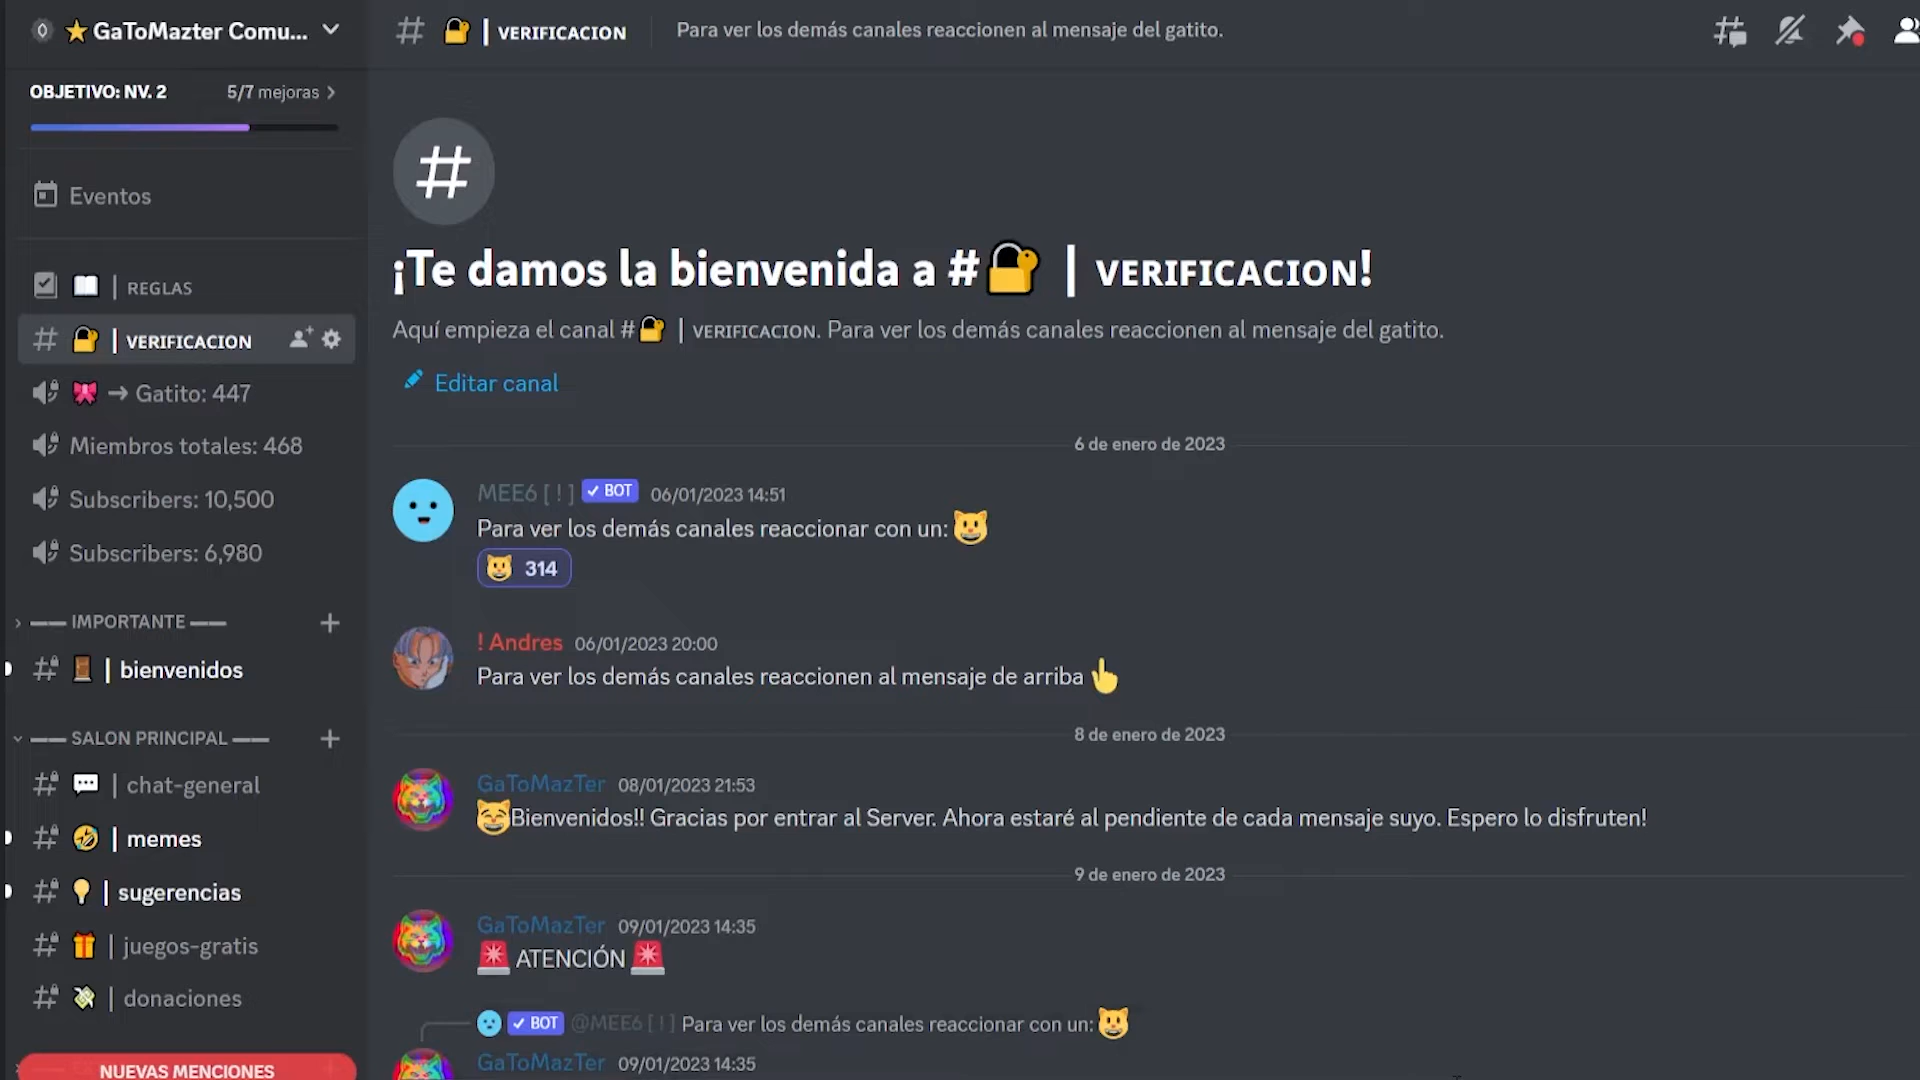 GaToMazter Comu...
OBJETIVO: NV. 2 5/7 mejoras
Eventos
| REGLAS
| VERIFICACION
→ Gatito: 447
Miembros totales: 468
Subscribers: 10,500
Subscribers: 6,980
—— IMPORTANTE ——
| bienvenidos
—— SALON PRINCIPAL ——
| chat-general
| memes
| sugerencias
| juegos-gratis
| donaciones
NUEVAS MENCIONES
# | VERIFICACION Para ver los demás canales reaccionen al mensaje del gatito.
¡Te damos la bienvenida a #🔐 | VERIFICACION!
Aquí empieza el canal #🔐 | VERIFICACION. Para ver los demás canales reaccionen al mensaje del gatito.
Editar canal
6 de enero de 2023
MEE6 [ ! ] BOT 06/01/2023 14:51
Para ver los demás canales reaccionar con un: 😺
314
! Andres 06/01/2023 20:00
Para ver los demás canales reaccionen al mensaje de arriba 👆
8 de enero de 2023
GaToMazTer 08/01/2023 21:53
😸Bienvenidos!! Gracias por entrar al Server. Ahora estaré al pendiente de cada mensaje suyo. Espero lo disfruten!
9 de enero de 2023
GaToMazTer 09/01/2023 14:35
🚨 ATENCIÓN 🚨
BOT @MEE6 [ ! ] Para ver los demás canales reaccionar con un: 😺
GaToMazTer 09/01/2023 14:35